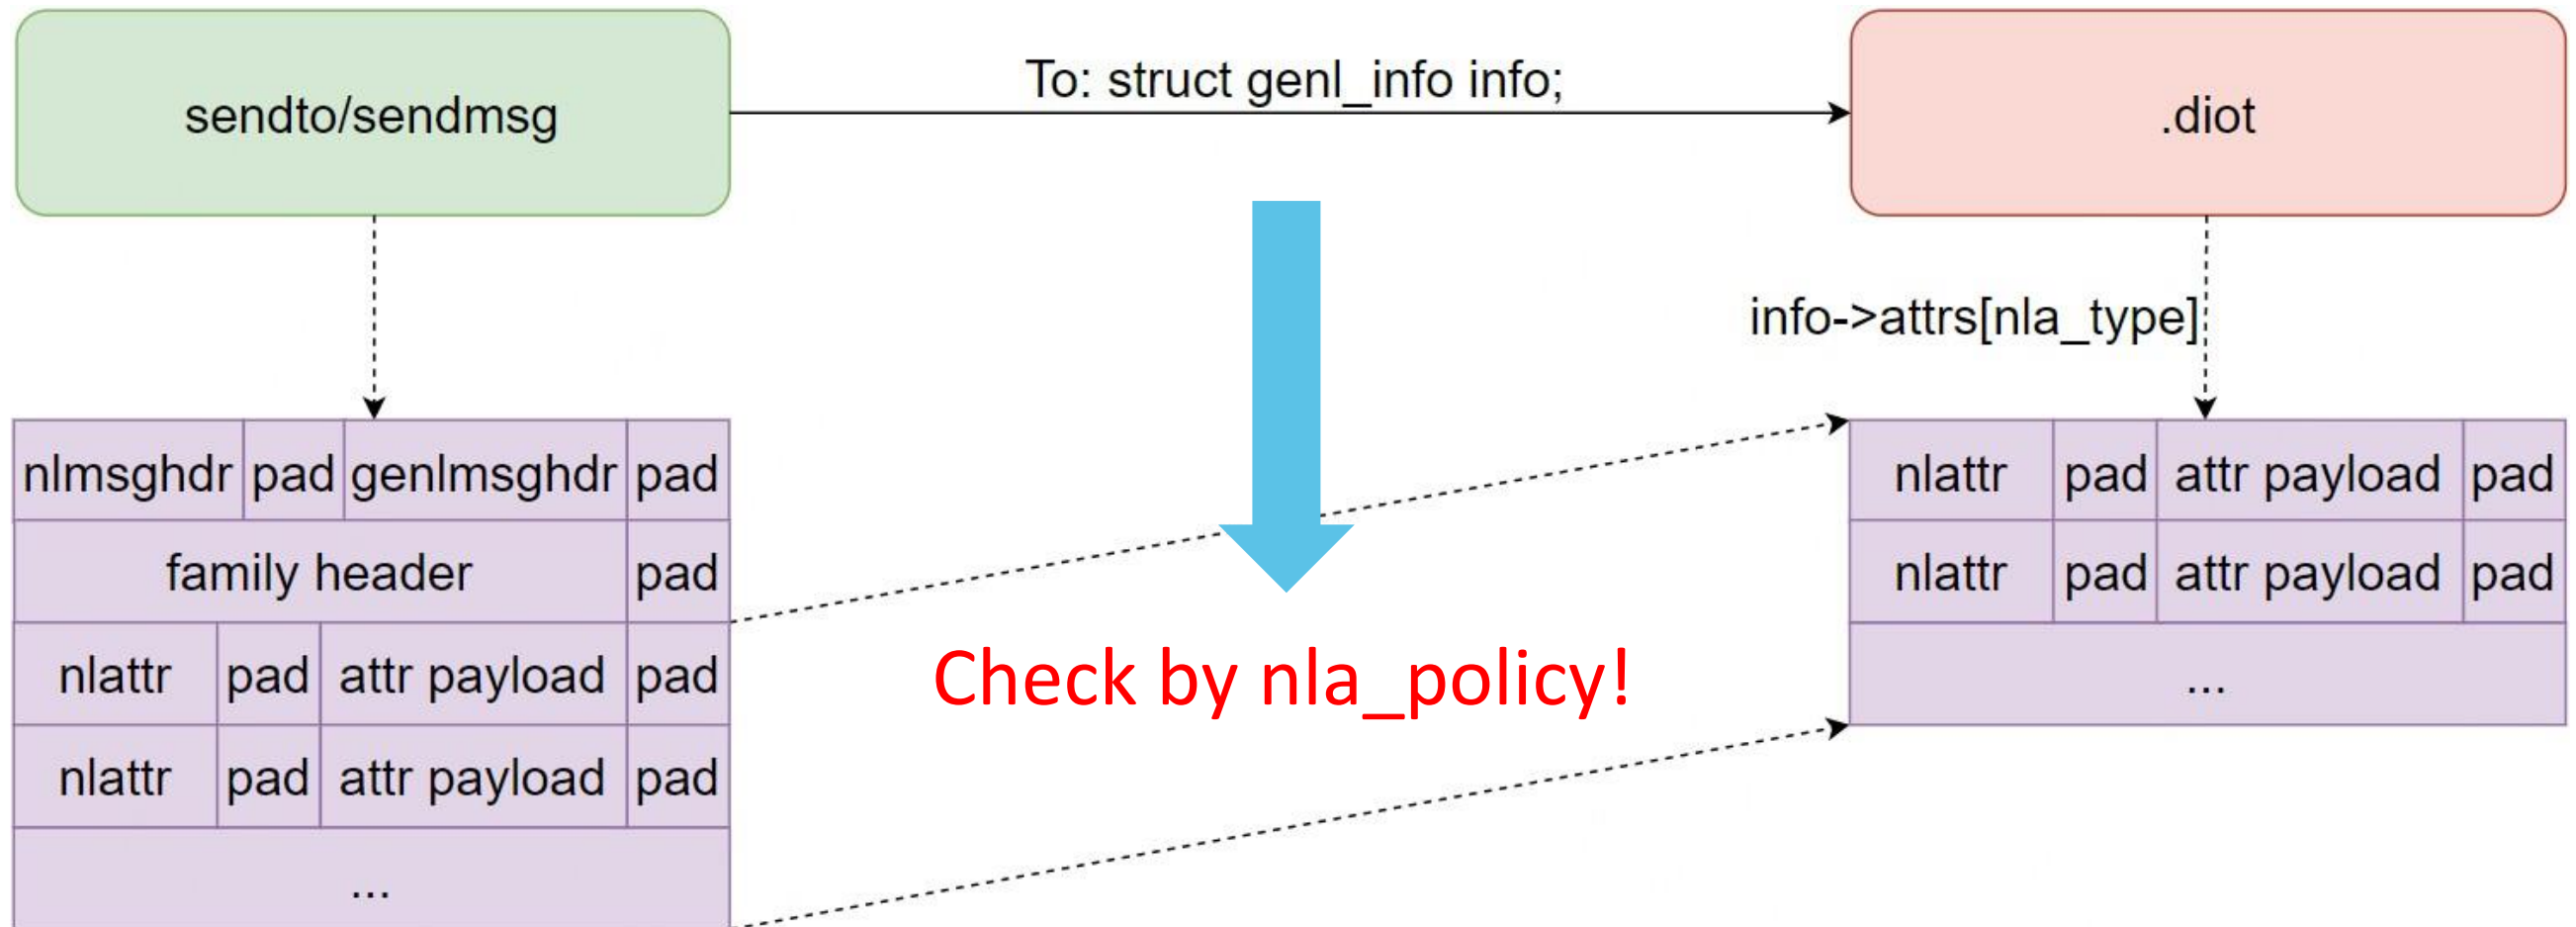 sendto/sendmsg
To: struct genl_info info;
.diot
info->attrs[nla_type]
nlmsghdr pad genlmsghdr pad
family header pad
nlattr pad attr payload pad
nlattr pad attr payload pad
...
Check by nla_policy!
nlattr pad attr payload pad
nlattr pad attr payload pad
...